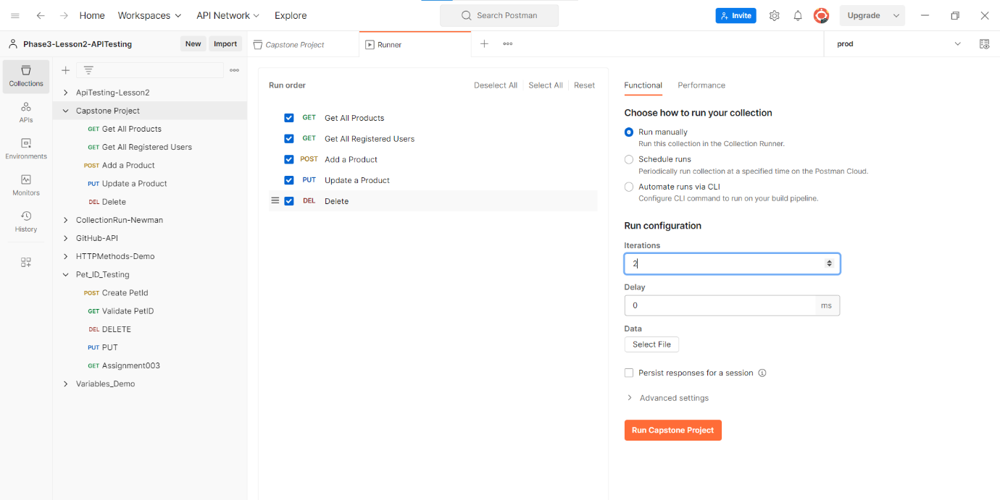 Home Workspaces API Network Explore Search Postman Invite Upgrade
Phase3-Lesson2-APITesting New Import Capstone Project Runner prod
Collections
APIs
Environments
Monitors
History
ApiTesting-Lesson2
Capstone Project
GET Get All Products
GET Get All Registered Users
POST Add a Product
PUT Update a Product
DEL Delete
CollectionRun-Newman
GitHub-API
HTTPMethods-Demo
Pet_ID_Testing
POST Create PetId
GET Validate PetID
DEL DELETE
PUT PUT
GET Assignment003
Variables_Demo
Run order Deselect All Select All Reset
GET Get All Products
GET Get All Registered Users
POST Add a Product
PUT Update a Product
DEL Delete
Functional Performance
Choose how to run your collection
Run manually
Run this collection in the Collection Runner.
Schedule runs
Periodically run collection at a specified time on the Postman Cloud.
Automate runs via CLI
Configure CLI command to run on your build pipeline.
Run configuration
Iterations
2
Delay
0 ms
Data
Select File
Persist responses for a session
Advanced settings
Run Capstone Project